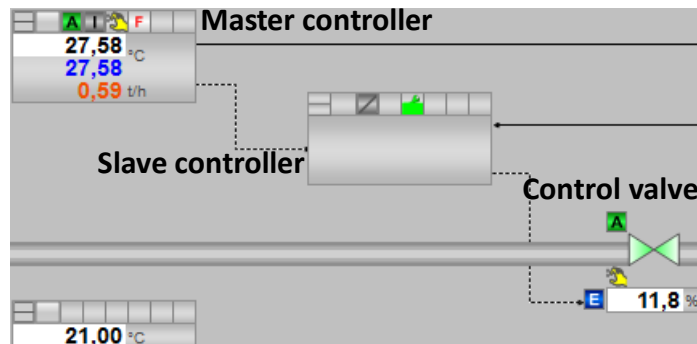 A I F Master controller
27,58 °C
27,58
0,59 t/h
Slave controller
Control valve
A
E 11,8 %
21,00 °C